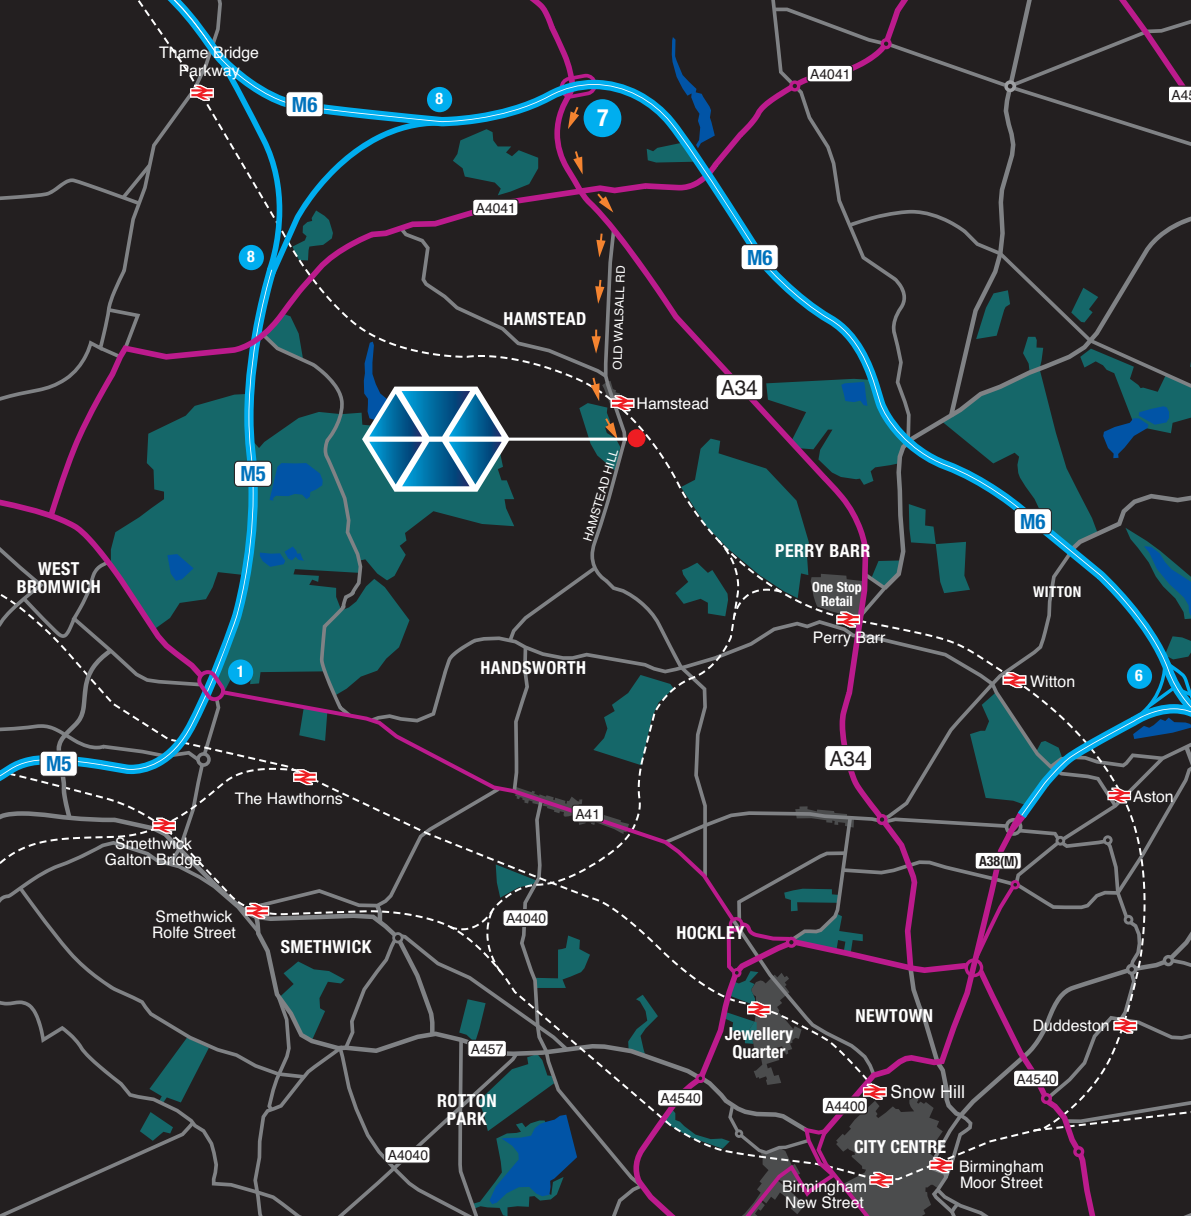 Thame Bridge
Parkway
M6
8
7
A4041
A45
A4041
8
M6
HAMSTEAD
OLD WALSALL RD
A34
Hamstead
M5
HAMSTEAD HILL
M6
WEST
BROMWICH
PERRY BARR
One Stop
Retail
WITTON
Perry Barr
HANDSWORTH
1
Witton
6
M5
A34
The Hawthorns
Aston
A41
Smethwick
Galton Bridge
A38(M)
Smethwick
Rolfe Street
A4040
SMETHWICK
HOCKLEY
NEWTOWN
Duddeston
Jewellery
Quarter
A457
A4540
Snow Hill
A4540
A4400
ROTTON
PARK
CITY CENTRE
A4040
Birmingham
Moor Street
Birmingham
New Street